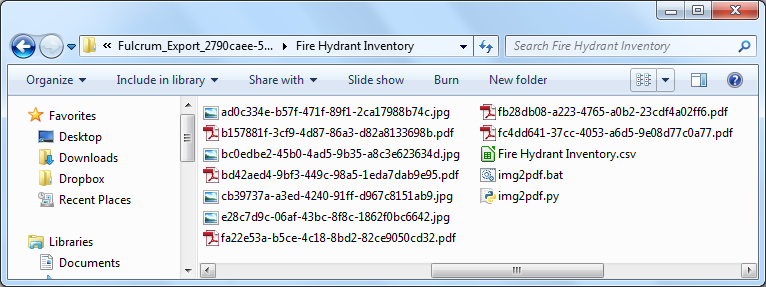 « Fulcrum_Export_2790caee-5... Fire Hydrant Inventory Search Fire Hydrant Inventory
Organize Include in library Share with Slide show Burn New folder
Favorites
Desktop
Downloads
Dropbox
Recent Places
Libraries
Documents
ad0c334e-b57f-471f-89f1-2ca17988b74c.jpg
b157881f-3cf9-4d87-86a3-d82a8133698b.pdf
bc0edbe2-45b0-4ad5-9b35-a8c3e623634d.jpg
bd42aed4-9bf3-449c-98a5-1eda7dab9e95.pdf
cb39737a-a3ed-4240-91ff-d967c8151ab9.jpg
e28c7d9c-06af-43bc-8f8c-1862f0bc6642.jpg
fa22e53a-b5ce-4c18-8bd2-82ce9050cd32.pdf
fb28db08-a223-4765-a0b2-23cdf4a02ff6.pdf
fc4dd641-37cc-4053-a6d5-9e08d77c0a77.pdf
Fire Hydrant Inventory.csv
img2pdf.bat
img2pdf.py